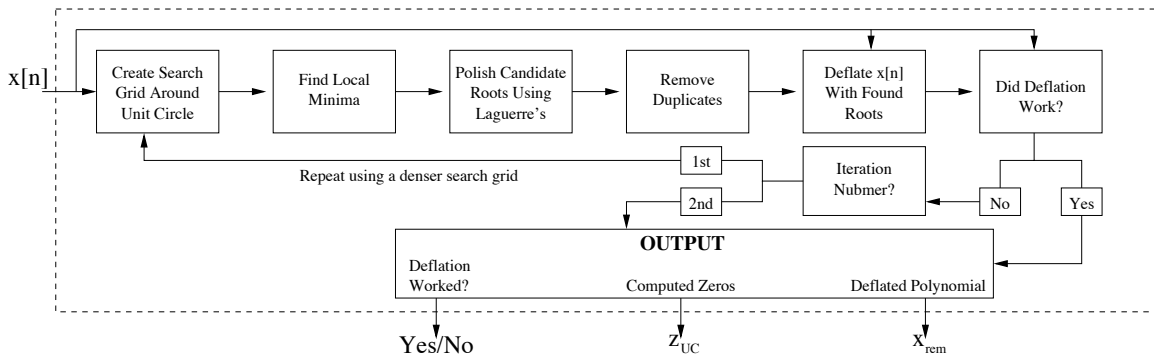 x[n]
Create Search
Grid Around
Unit Circle
Find Local
Minima
Polish Candidate
Roots Using
Laguerre's
Remove
Duplicates
Deflate x[n]
With Found
Roots
Did Deflation
Work?
1st
Repeat using a denser search grid
2nd
Iteration
Nubmer?
No
Yes
OUTPUT
Deflation
Worked?
Computed Zeros
Deflated Polynomial
Yes/No
z_UC
x_rem